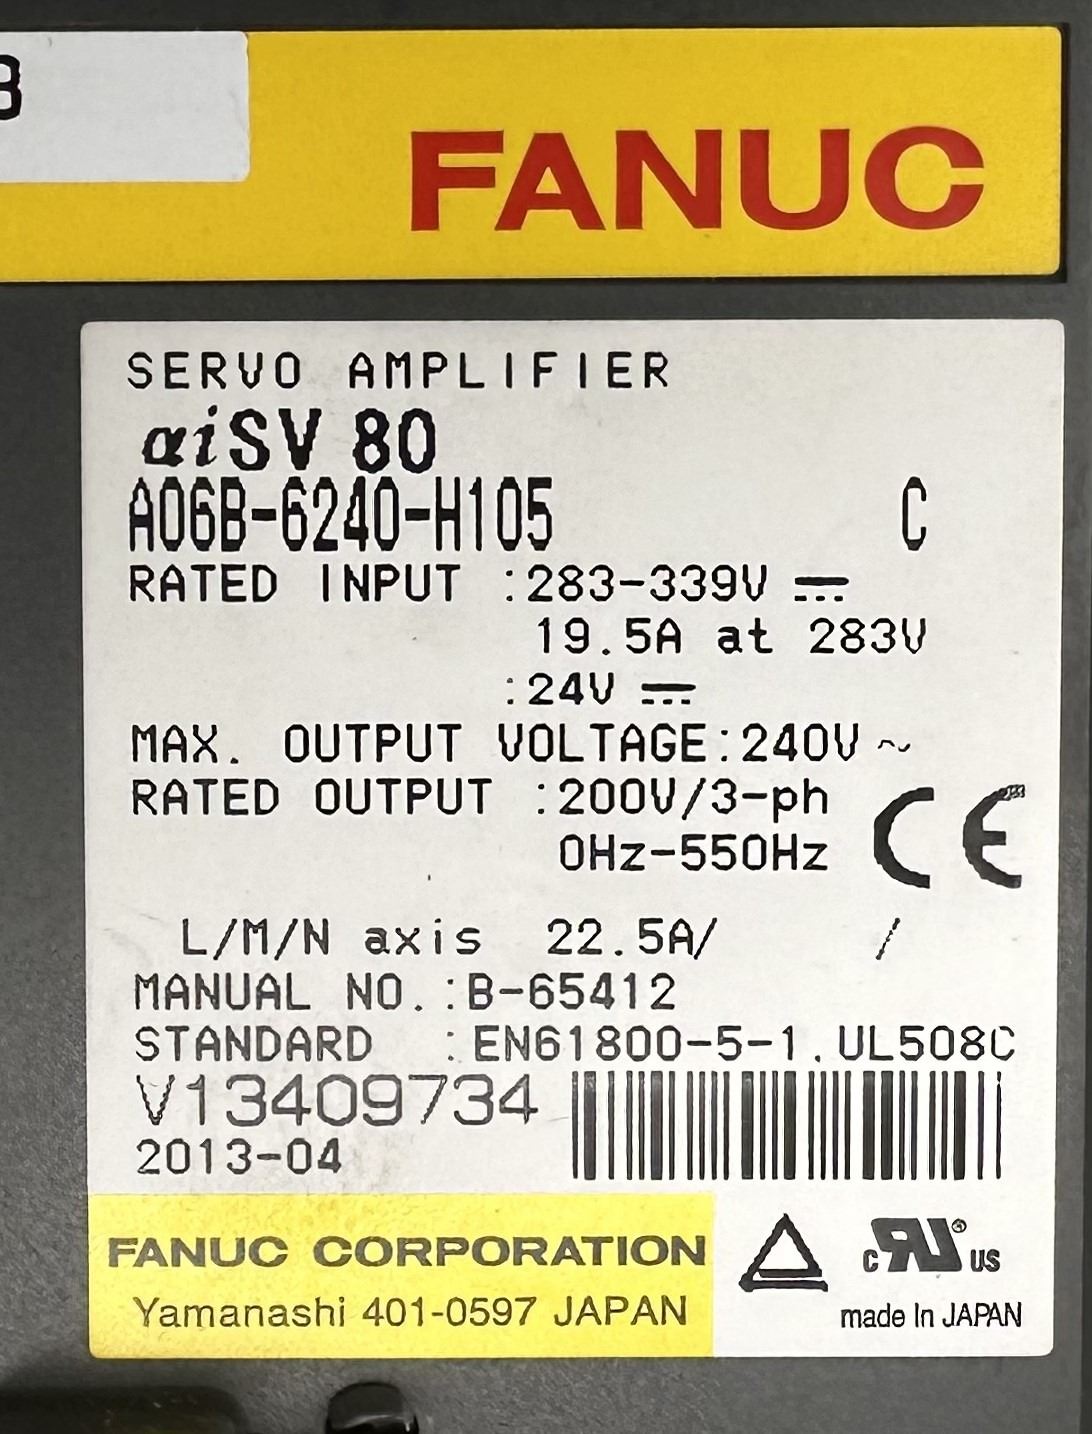 FANUC
SERVO AMPLIFIER
αiSV 80
A06B-6240-H105 C
RATED INPUT :283-339V ⎓
19.5A at 283V
:24V ⎓
MAX. OUTPUT VOLTAGE:240V ~
RATED OUTPUT :200V/3-ph
0Hz-550Hz
CE
L/M/N axis 22.5A/ /
MANUAL NO.:B-65412
STANDARD :EN61800-5-1.UL508C
V13409734
2013-04
FANUC CORPORATION
Yamanashi 401-0597 JAPAN
c RU ® US
made In JAPAN